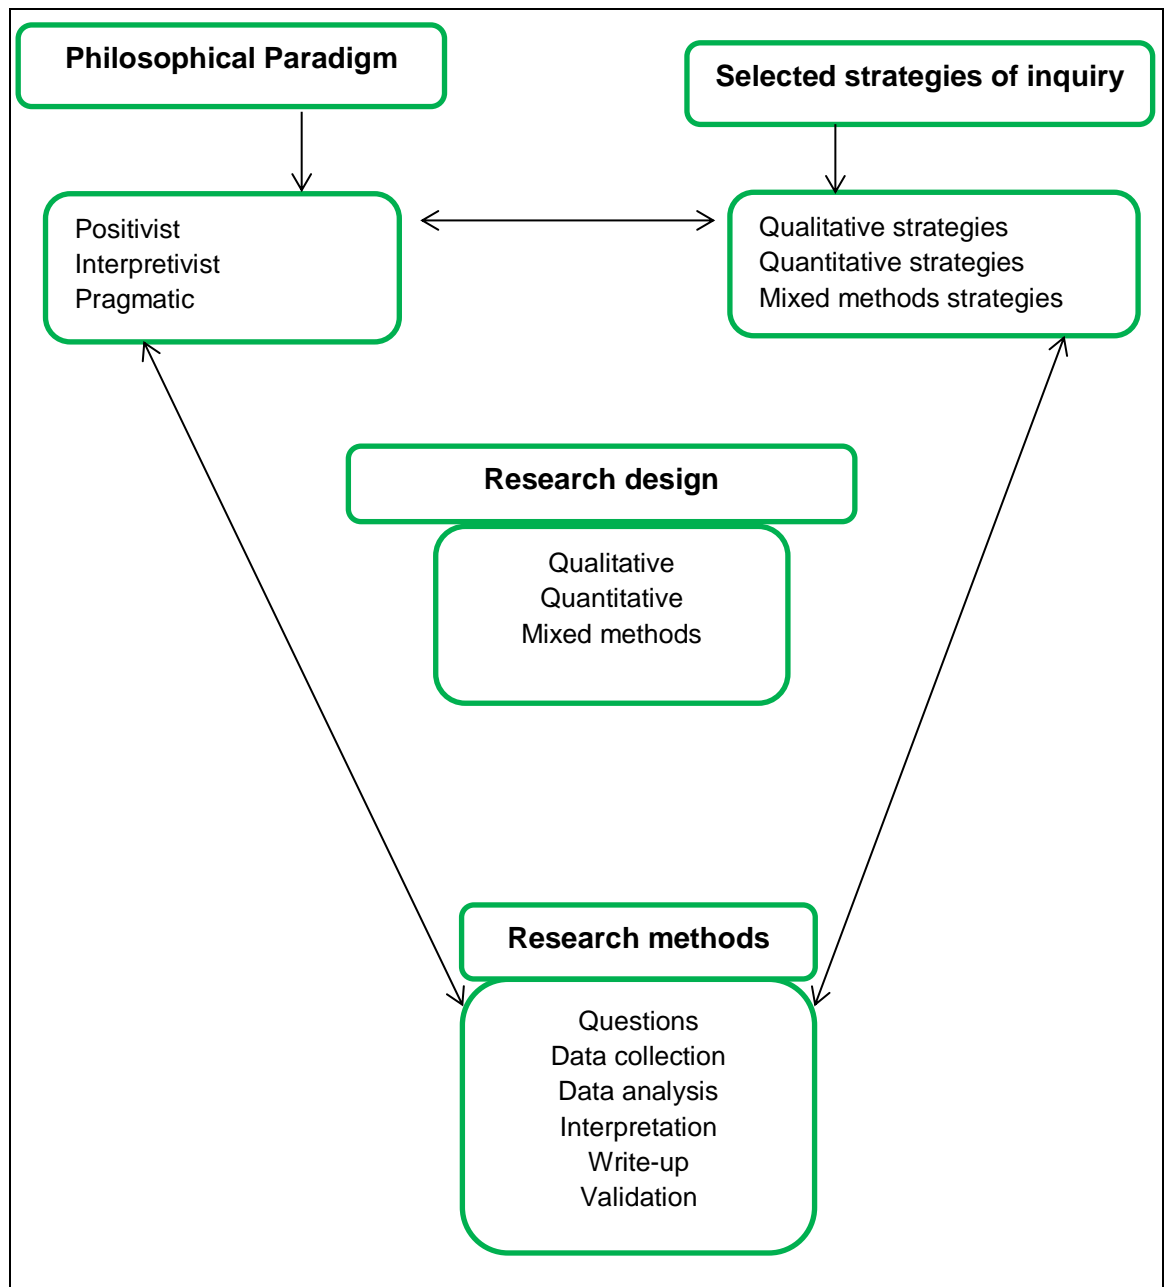 Philosophical Paradigm
Selected strategies of inquiry
Positivist
Interpretivist
Pragmatic
Qualitative strategies
Quantitative strategies
Mixed methods strategies
Research design
Qualitative
Quantitative
Mixed methods
Research methods
Questions
Data collection
Data analysis
Interpretation
Write-up
Validation